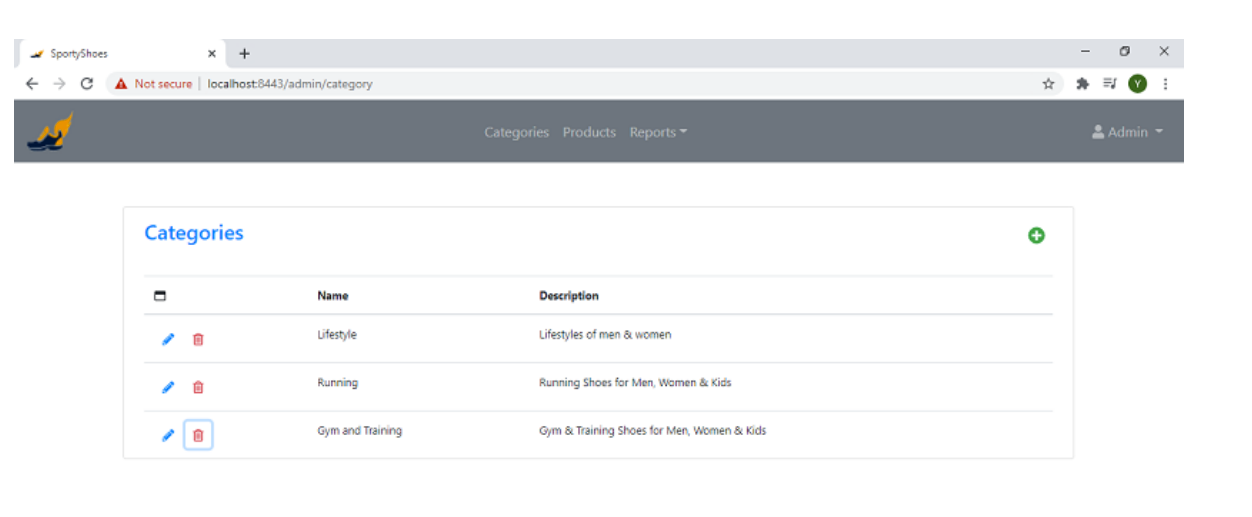 SportyShoes
Not secure | localhost:8443/admin/category
Y
Categories Products Reports Admin
Categories
Name Description
Lifestyle Lifestyles of men & women
Running Running Shoes for Men, Women & Kids
Gym and Training Gym & Training Shoes for Men, Women & Kids